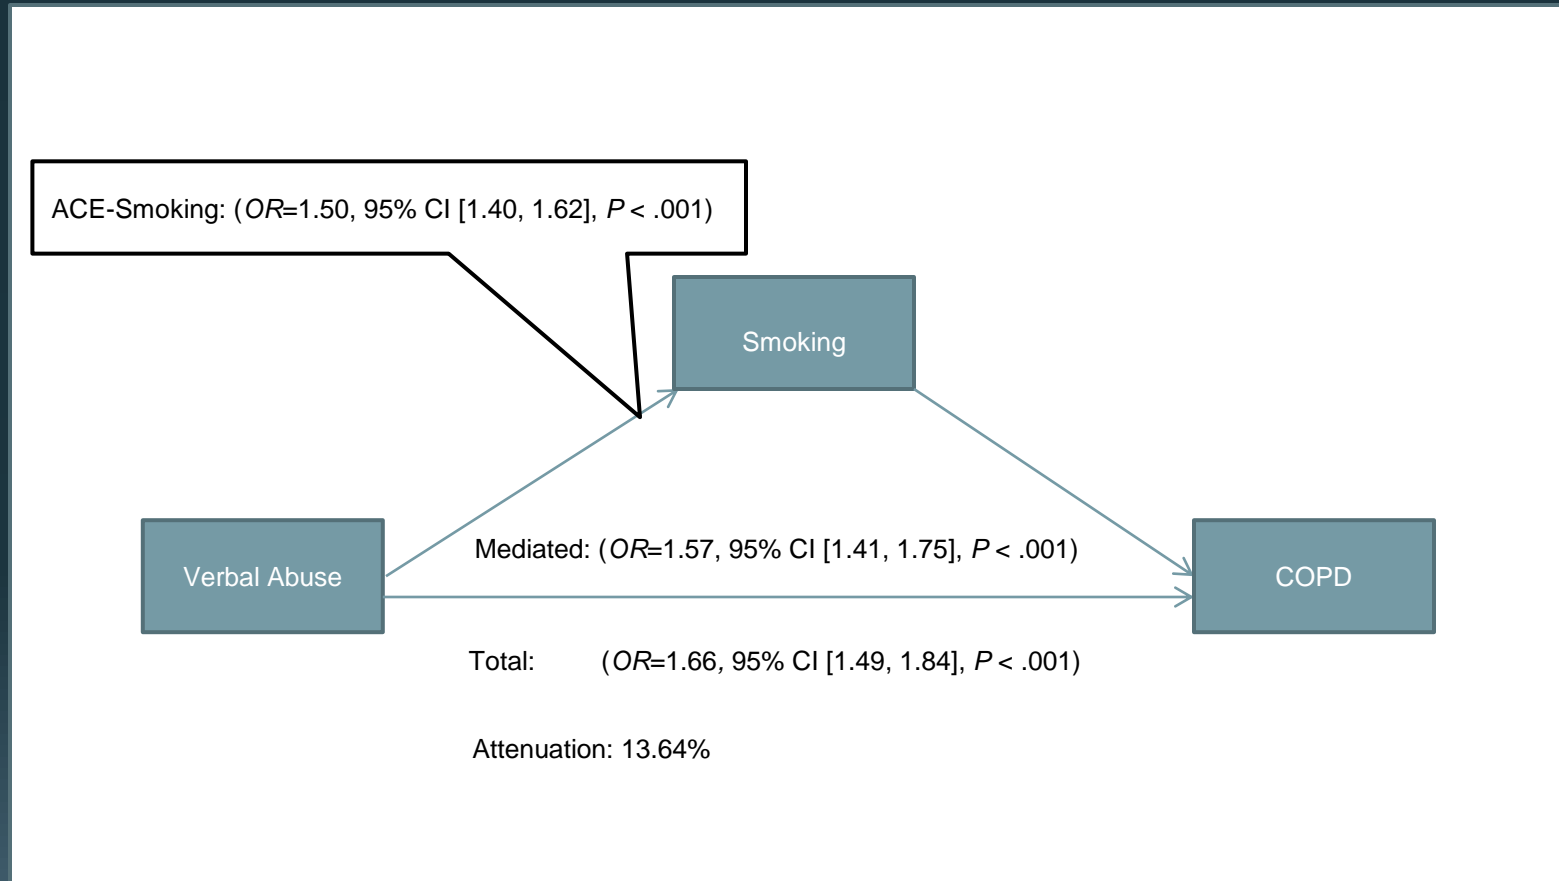 ACE-Smoking: (OR=1.50, 95% CI [1.40, 1.62], P < .001)
Smoking
Mediated: (OR=1.57, 95% CI [1.41, 1.75], P < .001)
Verbal Abuse
COPD
Total: (OR=1.66, 95% CI [1.49, 1.84], P < .001)
Attenuation: 13.64%